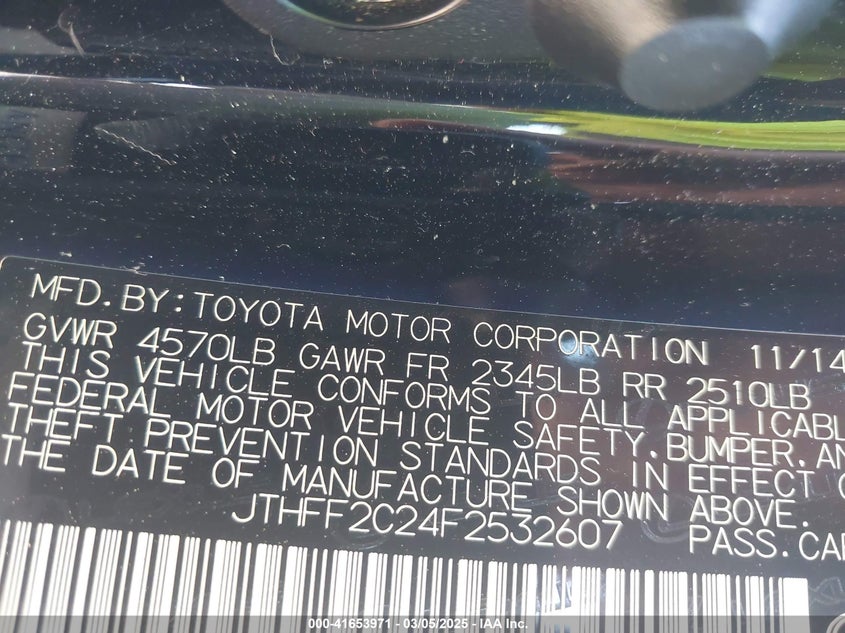 MFD.BY:TOYOTA MOTOR CORPORATION 11/14
GVWR 4570LB GAWR FR 2345LB RR 2510LB
THIS VEHICLE CONFORMS TO ALL APPLICABL
FEDERAL MOTOR VEHICLE SAFETY.BUMPER.AN
THEFT PREVENTION STANDARDS IN EFFECT O
THE DATE OF MANUFACTURE SHOWN ABOVE.
JTHFF2C24F2532607 PASS.CAR
000-41653971 — 03/05/2025 — IAA Inc.